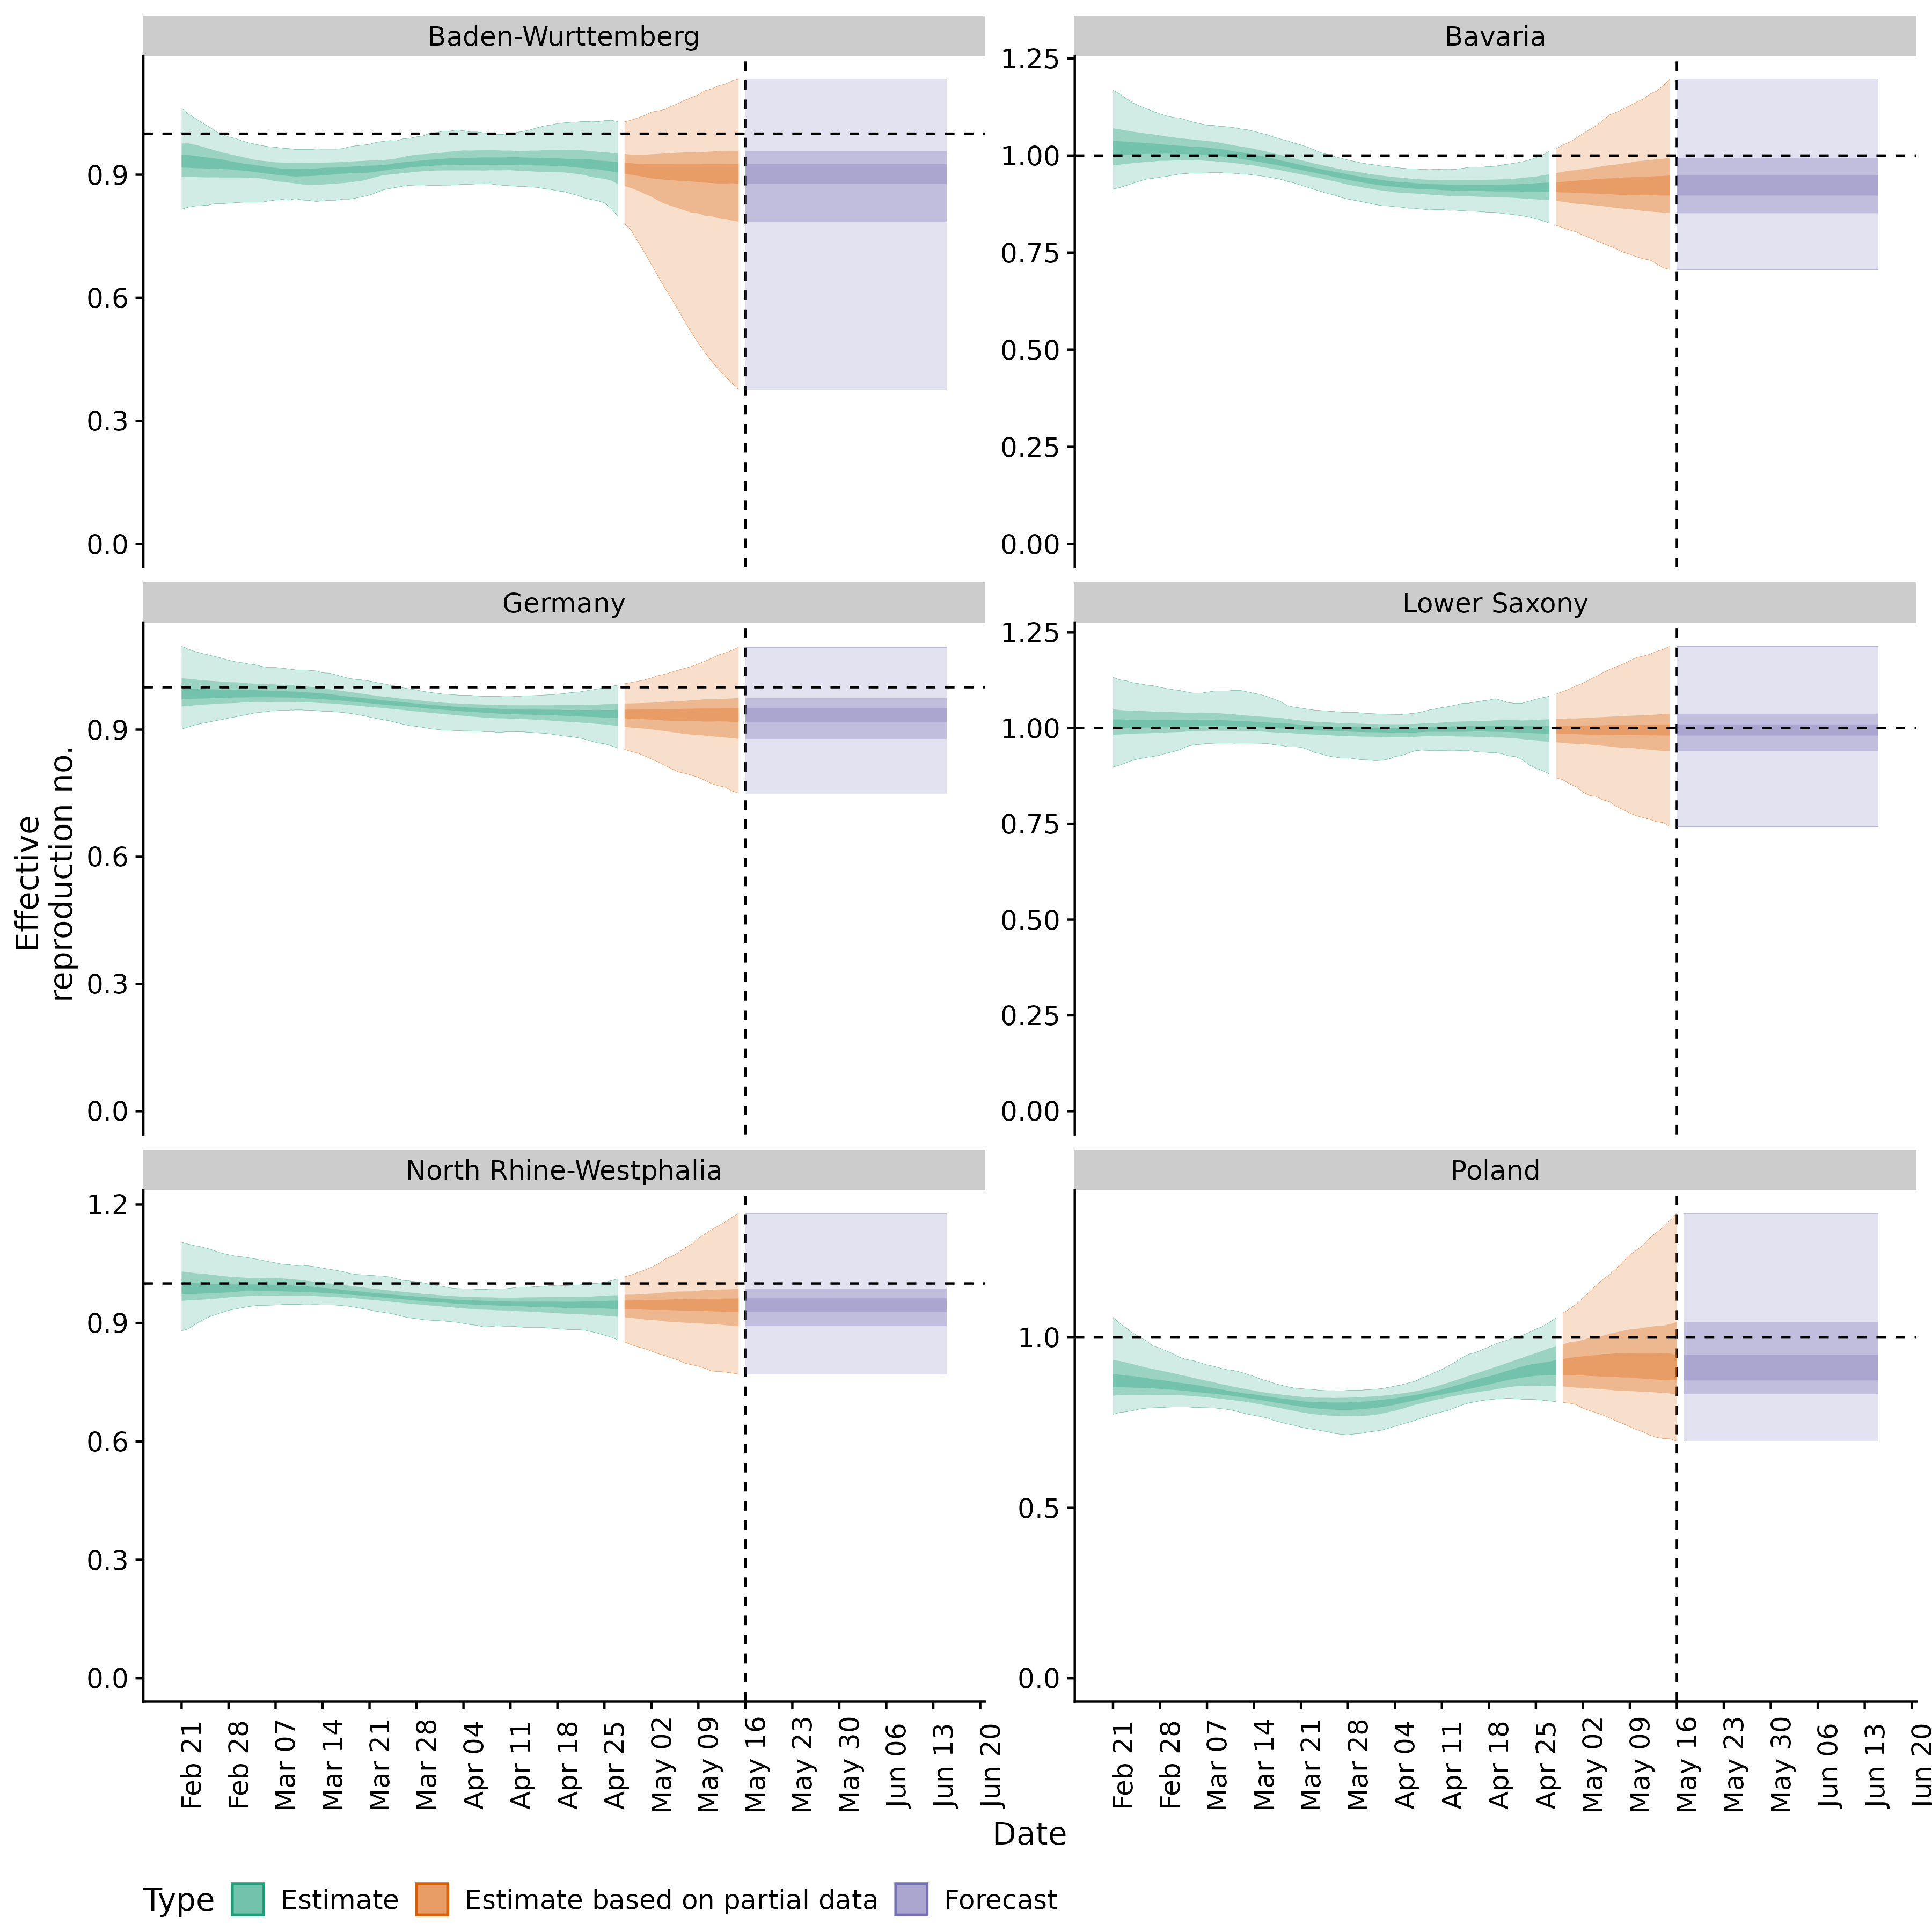 Baden-Wurttemberg
Bavaria
0.9
0.6
0.3
0.0
1.25
1.00
0.75
0.50
0.25
0.00
Germany
Lower Saxony
0.9
0.6
0.3
0.0
1.25
1.00
0.75
0.50
0.25
0.00
North Rhine-Westphalia
Poland
1.2
0.9
0.6
0.3
0.0
1.0
0.5
0.0
Effective
reproduction no.
Feb 21
Feb 28
Mar 07
Mar 14
Mar 21
Mar 28
Apr 04
Apr 11
Apr 18
Apr 25
May 02
May 09
May 16
May 23
May 30
Jun 06
Jun 13
Jun 20
Feb 21
Feb 28
Mar 07
Mar 14
Mar 21
Mar 28
Apr 04
Apr 11
Apr 18
Apr 25
May 02
May 09
May 16
May 23
May 30
Jun 06
Jun 13
Jun 20
Date
Type Estimate Estimate based on partial data Forecast